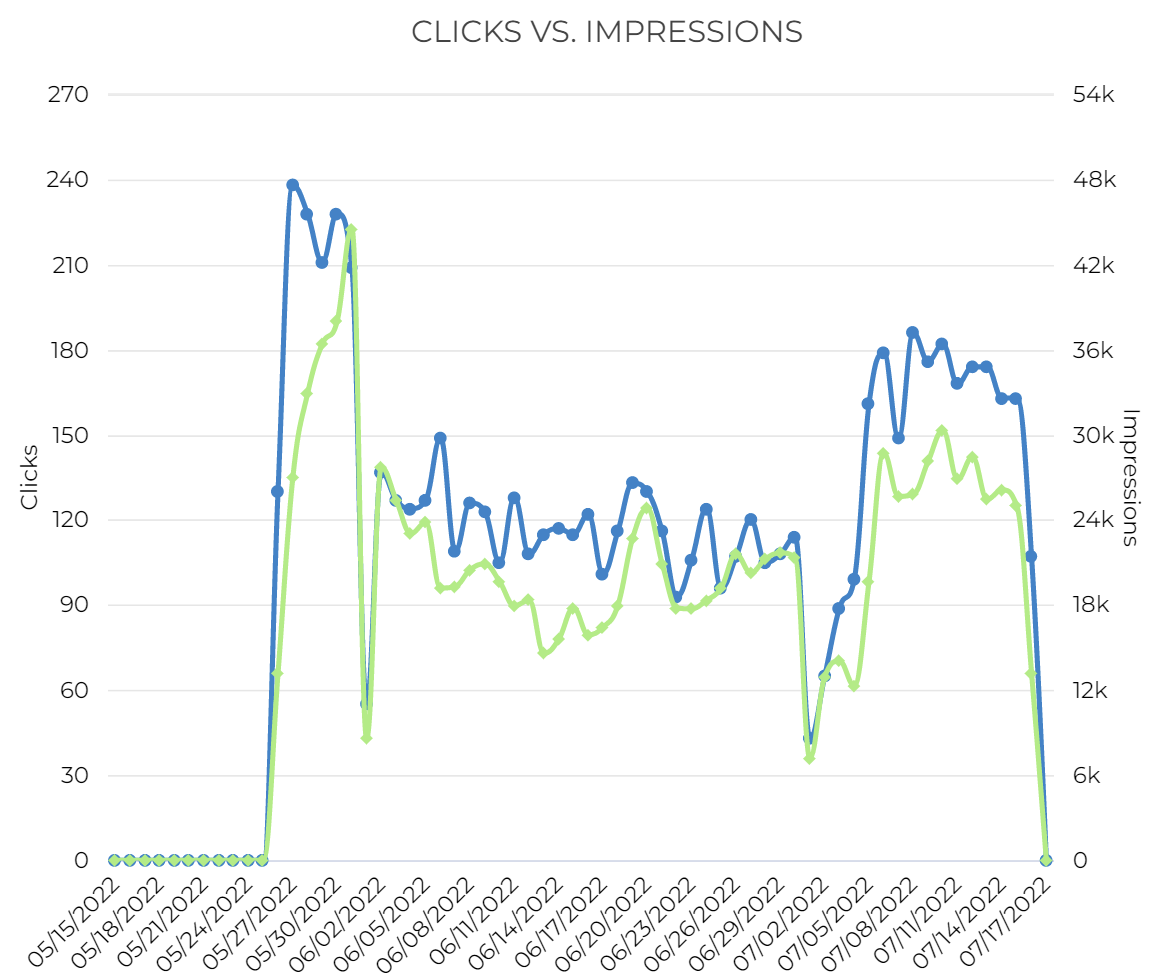 CLICKS VS. IMPRESSIONS
270
240
210
180
150
120
90
60
30
0
Clicks
54k
48k
42k
36k
30k
24k
18k
12k
6k
0
Impressions
05/15/2022
05/18/2022
05/21/2022
05/24/2022
05/27/2022
05/30/2022
06/02/2022
06/05/2022
06/08/2022
06/11/2022
06/14/2022
06/17/2022
06/20/2022
06/23/2022
06/26/2022
06/29/2022
07/02/2022
07/05/2022
07/08/2022
07/11/2022
07/14/2022
07/17/2022